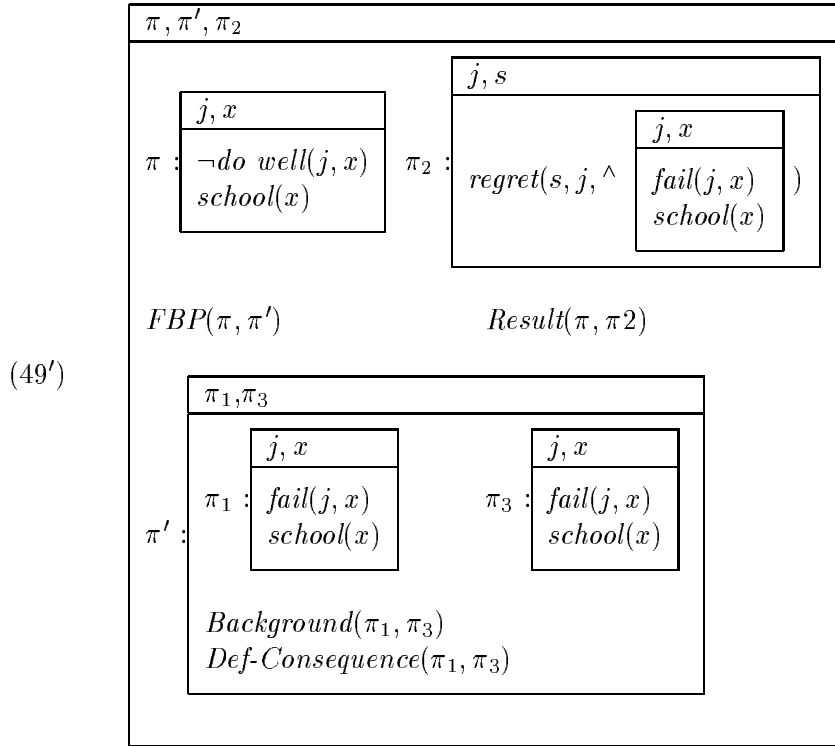 π, π′, π₂
π :
j, x
¬do well(j, x)
school(x)
π₂ :
j, s
regret(s, j, ^
j, x
fail(j, x)
school(x)
)
FBP(π, π′) Result(π, π2)
(49′)
π′ :
π₁,π₃
π₁ :
j, x
fail(j, x)
school(x)
π₃ :
j, x
fail(j, x)
school(x)
Background(π₁, π₃)
Def-Consequence(π₁, π₃)